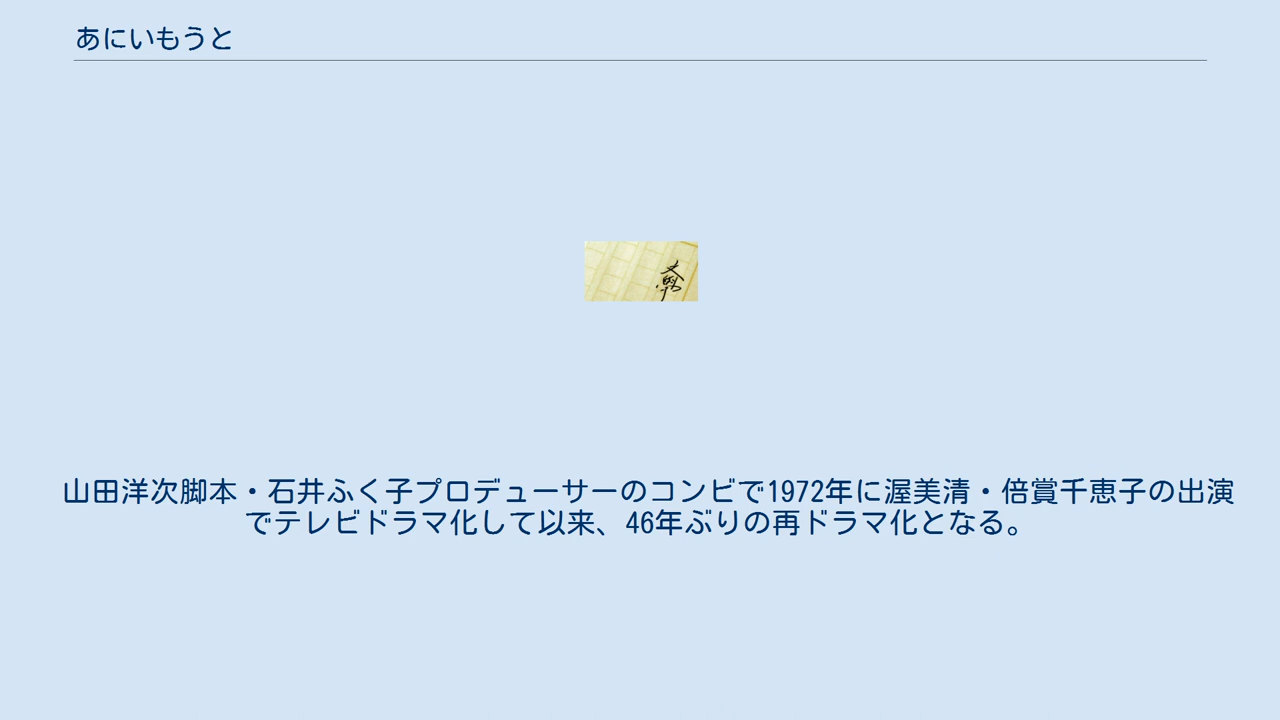 あにいもうと
山田洋次脚本・石井ふく子プロデューサーのコンビで1972年に渥美清・倍賞千恵子の出演
でテレビドラマ化して以来、46年ぶりの再ドラマ化となる。